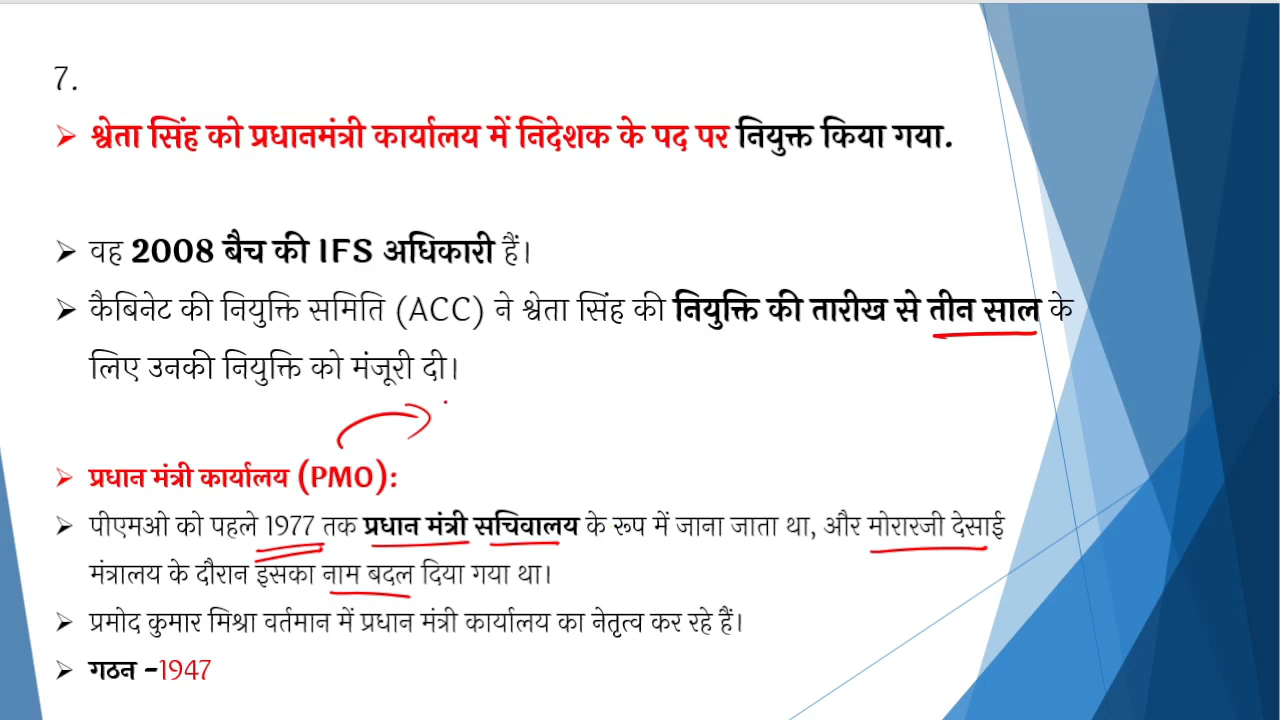 7.
➢ श्वेता सिंह को प्रधानमंत्री कार्यालय में निदेशक के पद पर नियुक्त किया गया.
➢ वह 2008 बैच की IFS अधिकारी हैं।
➢ कैबिनेट की नियुक्ति समिति (ACC) ने श्वेता सिंह की नियुक्ति की तारीख से तीन साल के
लिए उनकी नियुक्ति को मंजूरी दी।
➢ प्रधान मंत्री कार्यालय (PMO):
➢ पीएमओ को पहले 1977 तक प्रधान मंत्री सचिवालय के रूप में जाना जाता था, और मोरारजी देसाई
मंत्रालय के दौरान इसका नाम बदल दिया गया था।
➢ प्रमोद कुमार मिश्रा वर्तमान में प्रधान मंत्री कार्यालय का नेतृत्व कर रहे हैं।
➢ गठन –1947